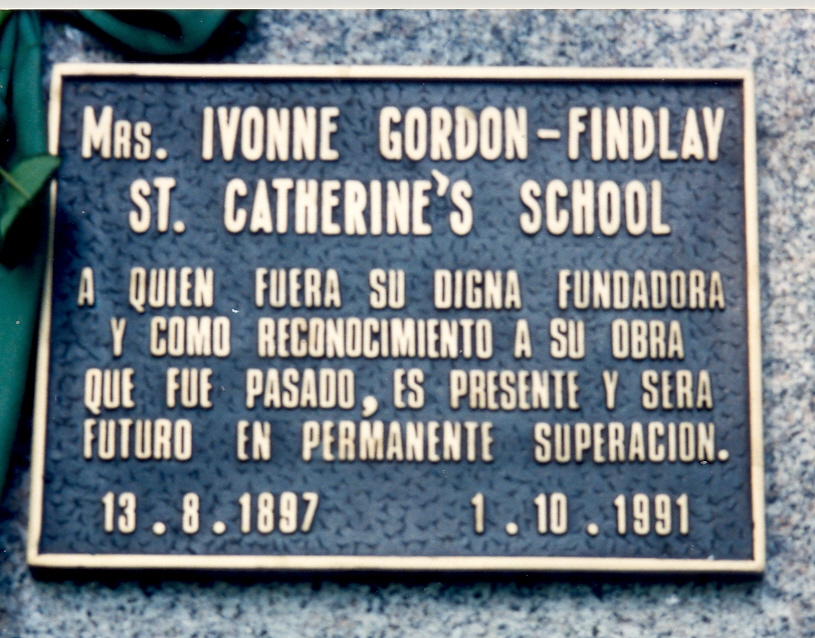 Mrs. IVONNE GORDON-FINDLAY
ST. CATHERINE'S SCHOOL
A QUIEN FUERA SU DIGNA FUNDADORA
Y COMO RECONOCIMIENTO A SU OBRA
QUE FUE PASADO, ES PRESENTE Y SERA
FUTURO EN PERMANENTE SUPERACION.
13.8.1897 1.10.1991